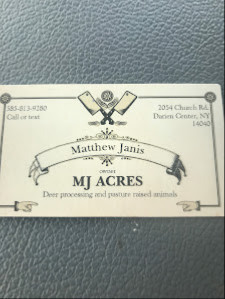 585-813-9280
Call or text
2054 Church Rd.
Darien Center, NY
14040
Matthew Janis
OWNER
MJ ACRES
Deer processing and pasture raised animals